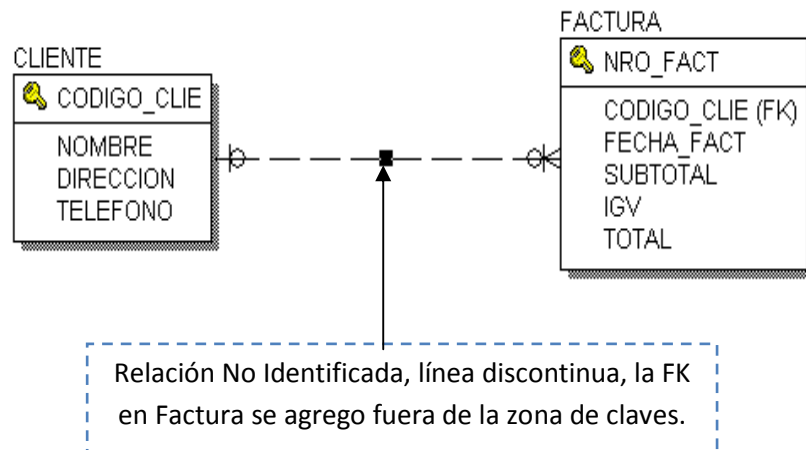 CLIENTE
CODIGO_CLIE
NOMBRE
DIRECCION
TELEFONO
FACTURA
NRO_FACT
CODIGO_CLIE (FK)
FECHA_FACT
SUBTOTAL
IGV
TOTAL
Relación No Identificada, línea discontinua, la FK
en Factura se agrego fuera de la zona de claves.